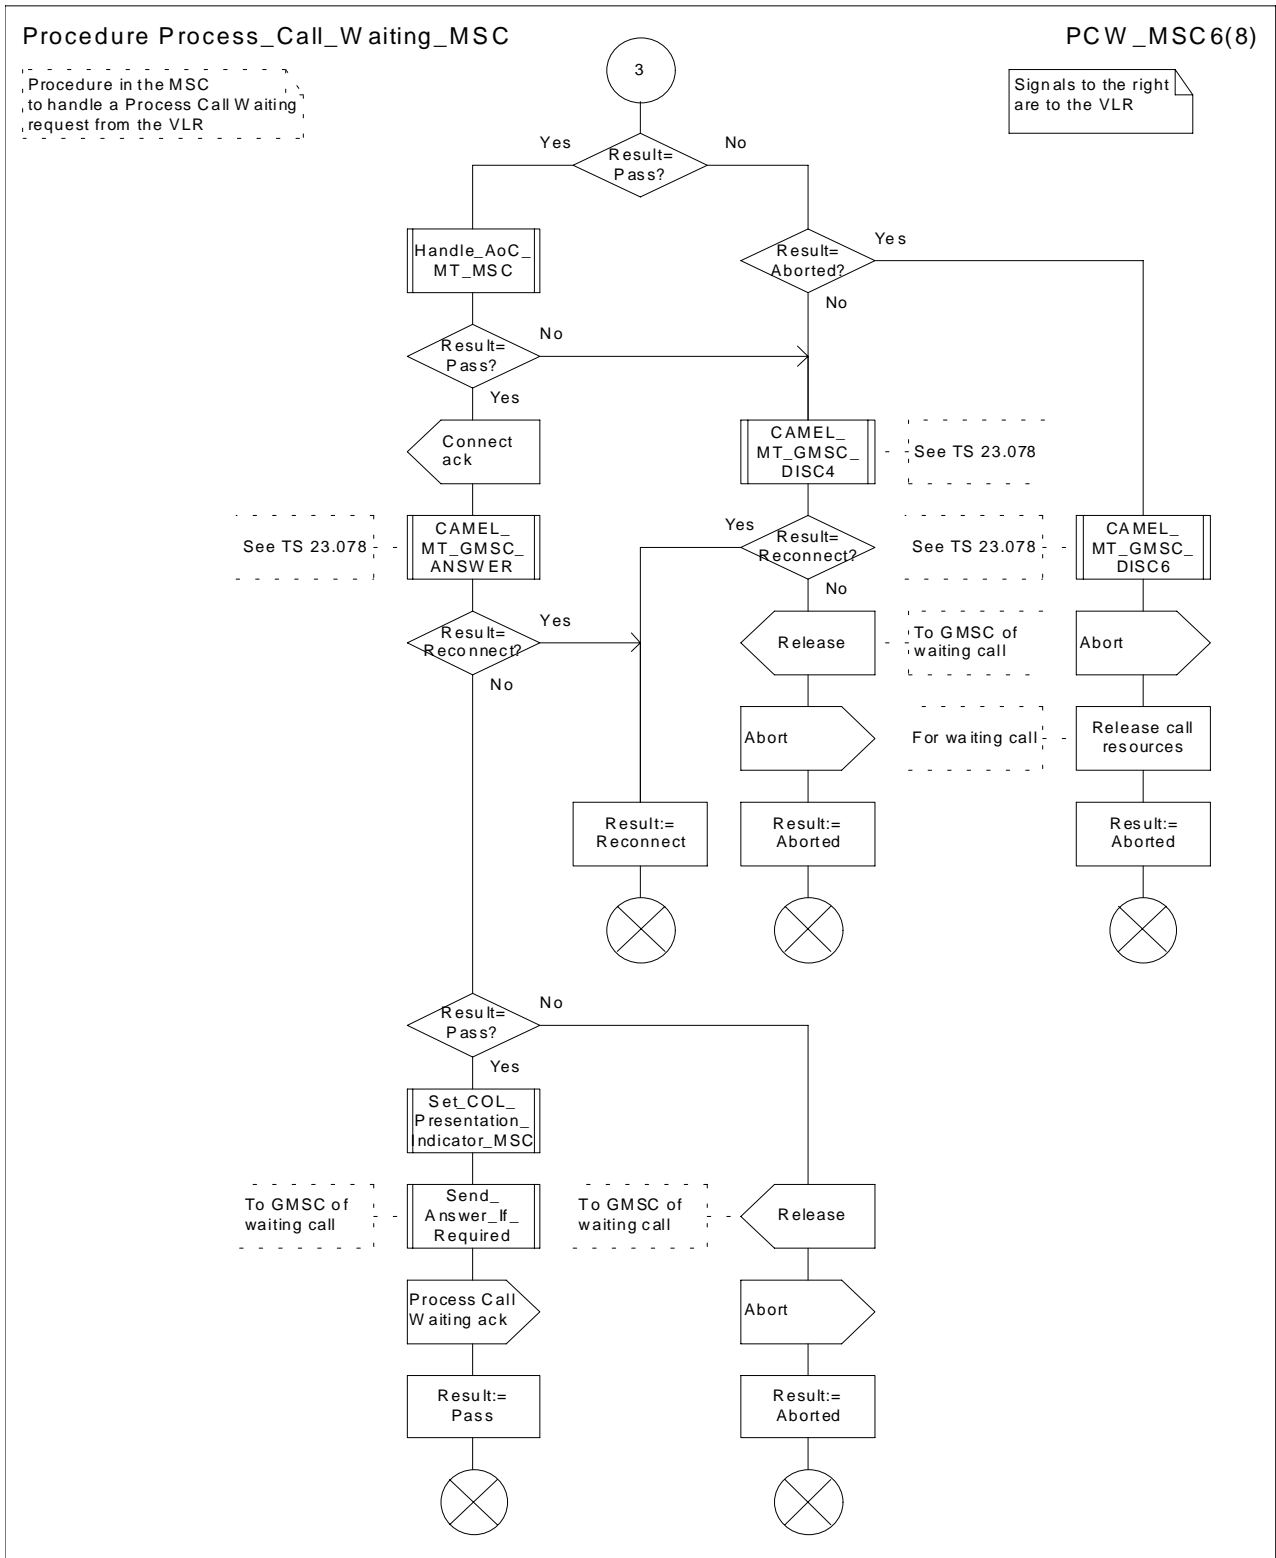 Procedure Process_Call_Waiting_MSC
PCW_MSC6(8)
Procedure in the MSC
to handle a Process Call Waiting
request from the VLR
3
Signals to the right
are to the VLR
Yes
Result=
Pass?
No
Handle_AoC_
MT_MSC
Result=
Aborted?
Yes
No
Result=
Pass?
No
Yes
Connect
ack
CAMEL_
MT_GMSC_
DISC4
See TS 23.078
See TS 23.078
CAMEL_
MT_GMSC_
ANSWER
Yes
Result=
Reconnect?
No
See TS 23.078
CAMEL_
MT_GMSC_
DISC6
Result=
Reconnect?
Yes
No
Release
To GMSC of
waiting call
Abort
Abort
For waiting call
Release call
resources
Result:=
Reconnect
Result:=
Aborted
Result:=
Aborted
Result=
Pass?
No
Yes
Set_COL_
Presentation_
Indicator_MSC
To GMSC of
waiting call
Send_
Answer_If_
Required
To GMSC of
waiting call
Release
Process Call
Waiting ack
Abort
Result:=
Pass
Result:=
Aborted